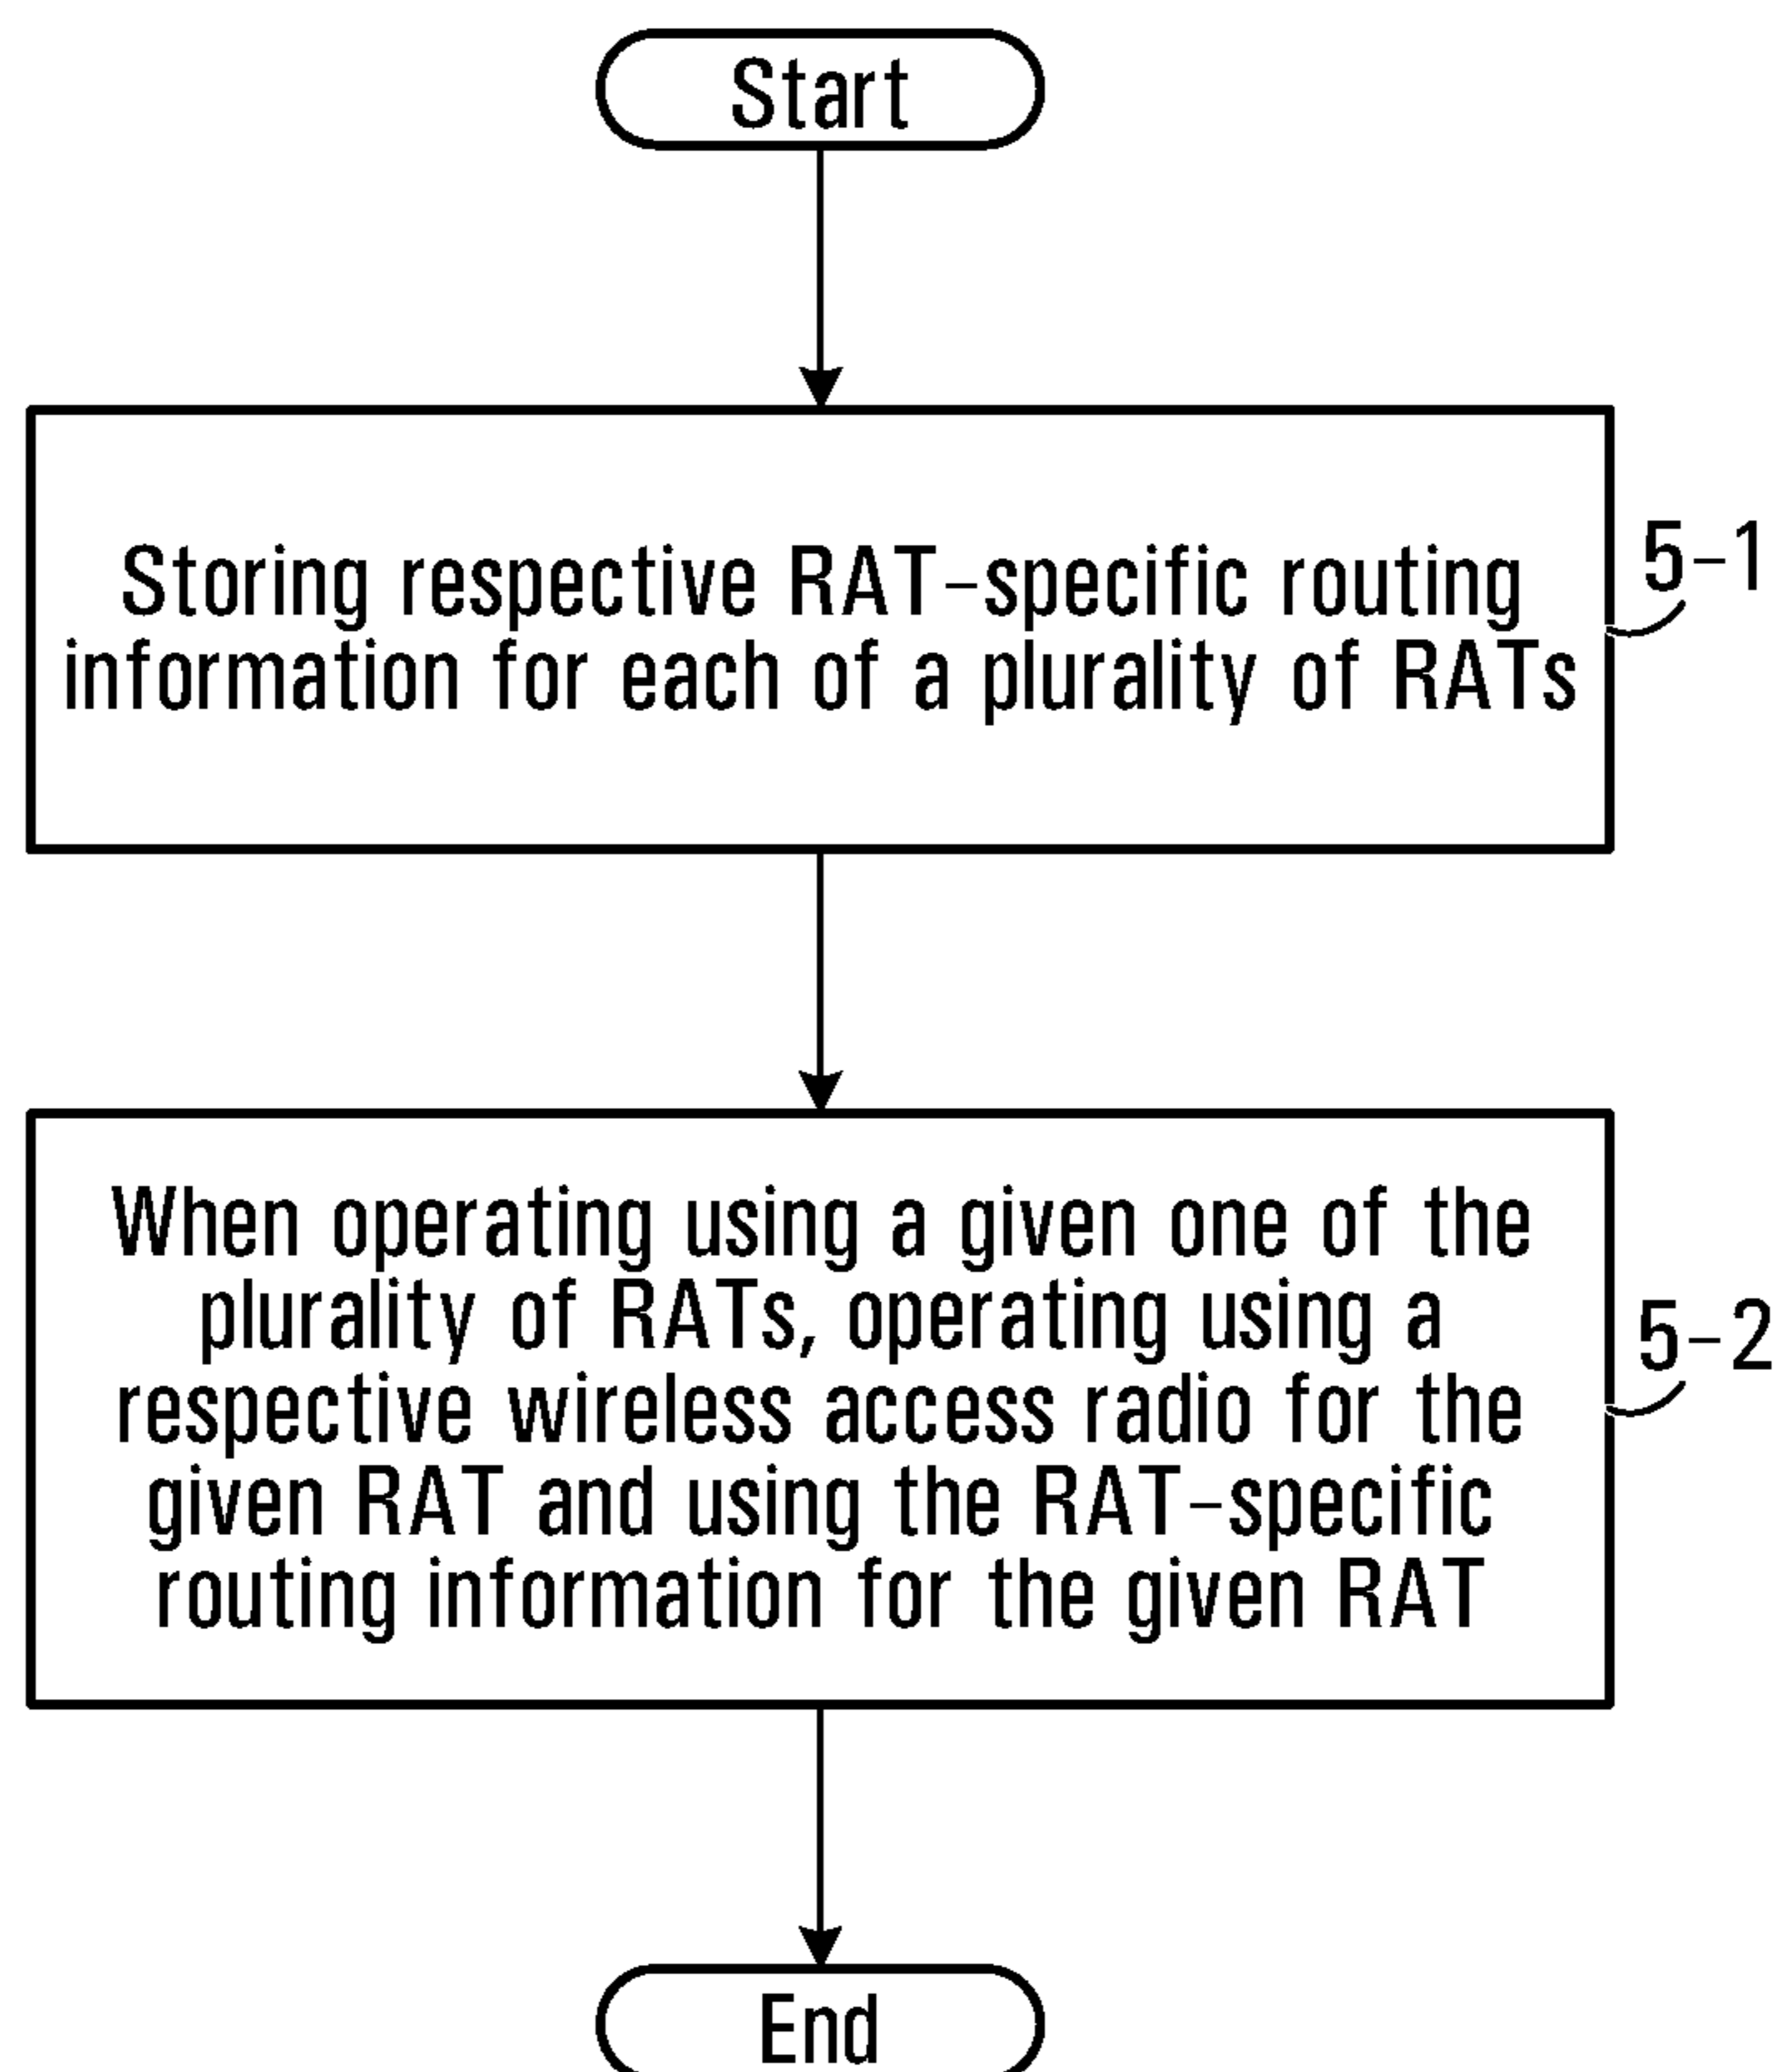 Start
Storing respective RAT-specific routing
information for each of a plurality of RATs
5-1
When operating using a given one of the
plurality of RATs, operating using a
respective wireless access radio for the
given RAT and using the RAT-specific
routing information for the given RAT
5-2
End